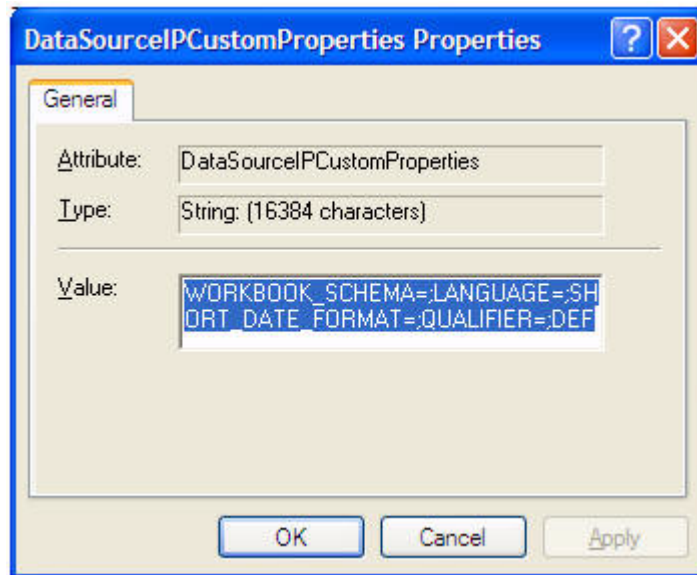 DataSourceIPCustomProperties Properties
General
Attribute: DataSourceIPCustomProperties
Type: String: (16384 characters)
Value: WORKBOOK_SCHEMA=;LANGUAGE=;SH
ORT_DATE_FORMAT=;QUALIFIER=;DEF
OK Cancel Apply